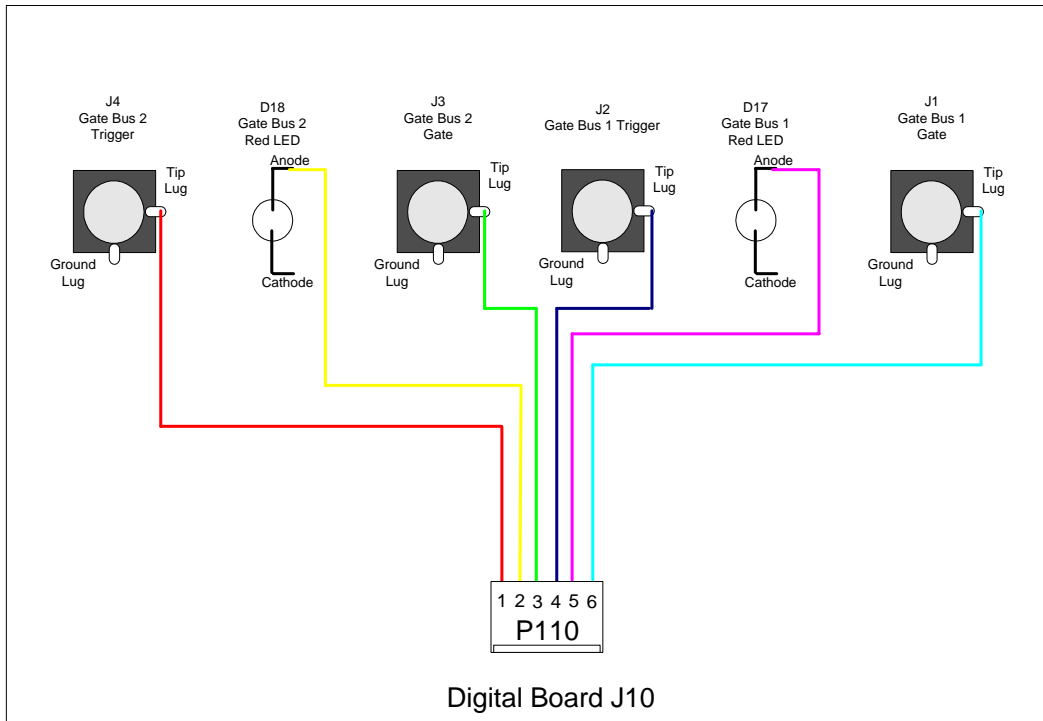 J4
Gate Bus 2
Trigger
D18
Gate Bus 2
Red LED
J3
Gate Bus 2
Gate
J2
Gate Bus 1 Trigger
D17
Gate Bus 1
Red LED
J1
Gate Bus 1
Gate
Tip
Lug
Ground
Lug
Anode
Cathode
Tip
Lug
Ground
Lug
Tip
Lug
Ground
Lug
Anode
Cathode
Tip
Lug
Ground
Lug
1 2 3 4 5 6
P110
Digital Board J10